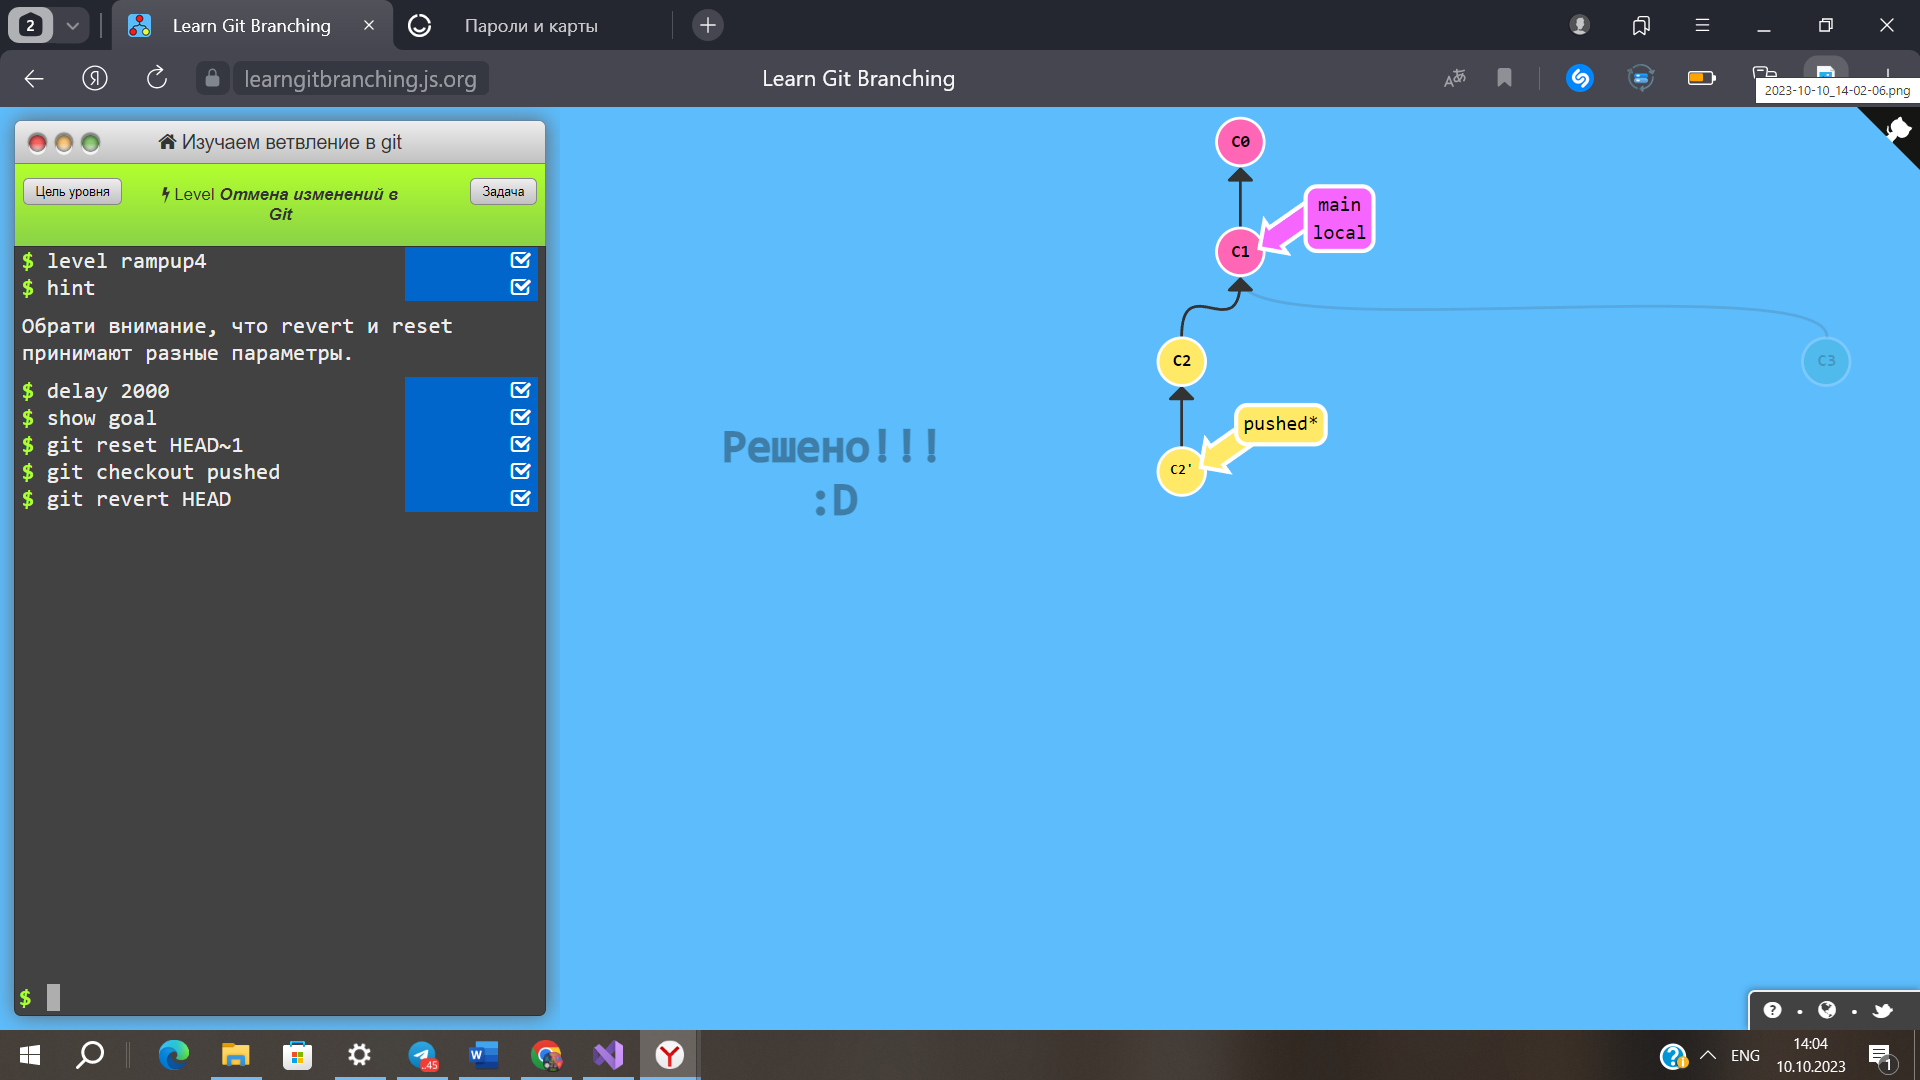 2
Learn Git Branching
Пароли и карты
learngitbranching.js.org
Learn Git Branching
2023-10-10_14-02-06.png
Изучаем ветвление в git
Цель уровня
Level Отмена изменений в
Git
Задача
$ level rampup4
$ hint
Обрати внимание, что revert и reset
принимают разные параметры.
$ delay 2000
$ show goal
$ git reset HEAD~1
$ git checkout pushed
$ git revert HEAD
$
Решено!!!
:D
C0
main
local
C1
C2
C3
pushed*
C2'
ENG
14:04
10.10.2023
1